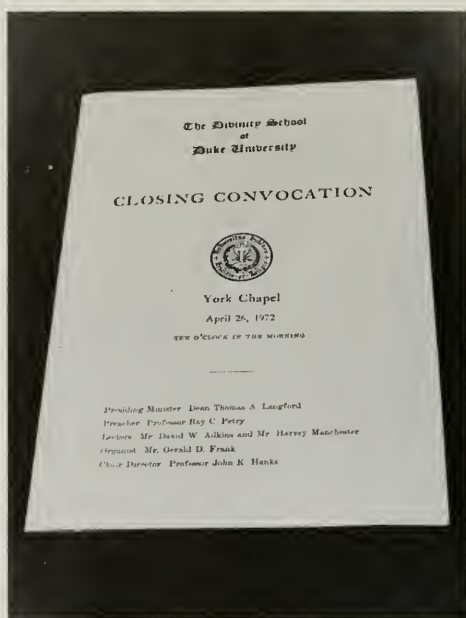 The Divinity School
of
Duke University
CLOSING CONVOCATION
York Chapel
April 26, 1972
TEN O'CLOCK IN THE MORNING
Presiding Minister Dean Thomas A Langford
Preacher Professor Ray C Petry
Lectors Mr David W Adkins and Mr Harvey Manchester
Organist Mr. Gerald D. Frank
Choir Director Professor John K Hanks